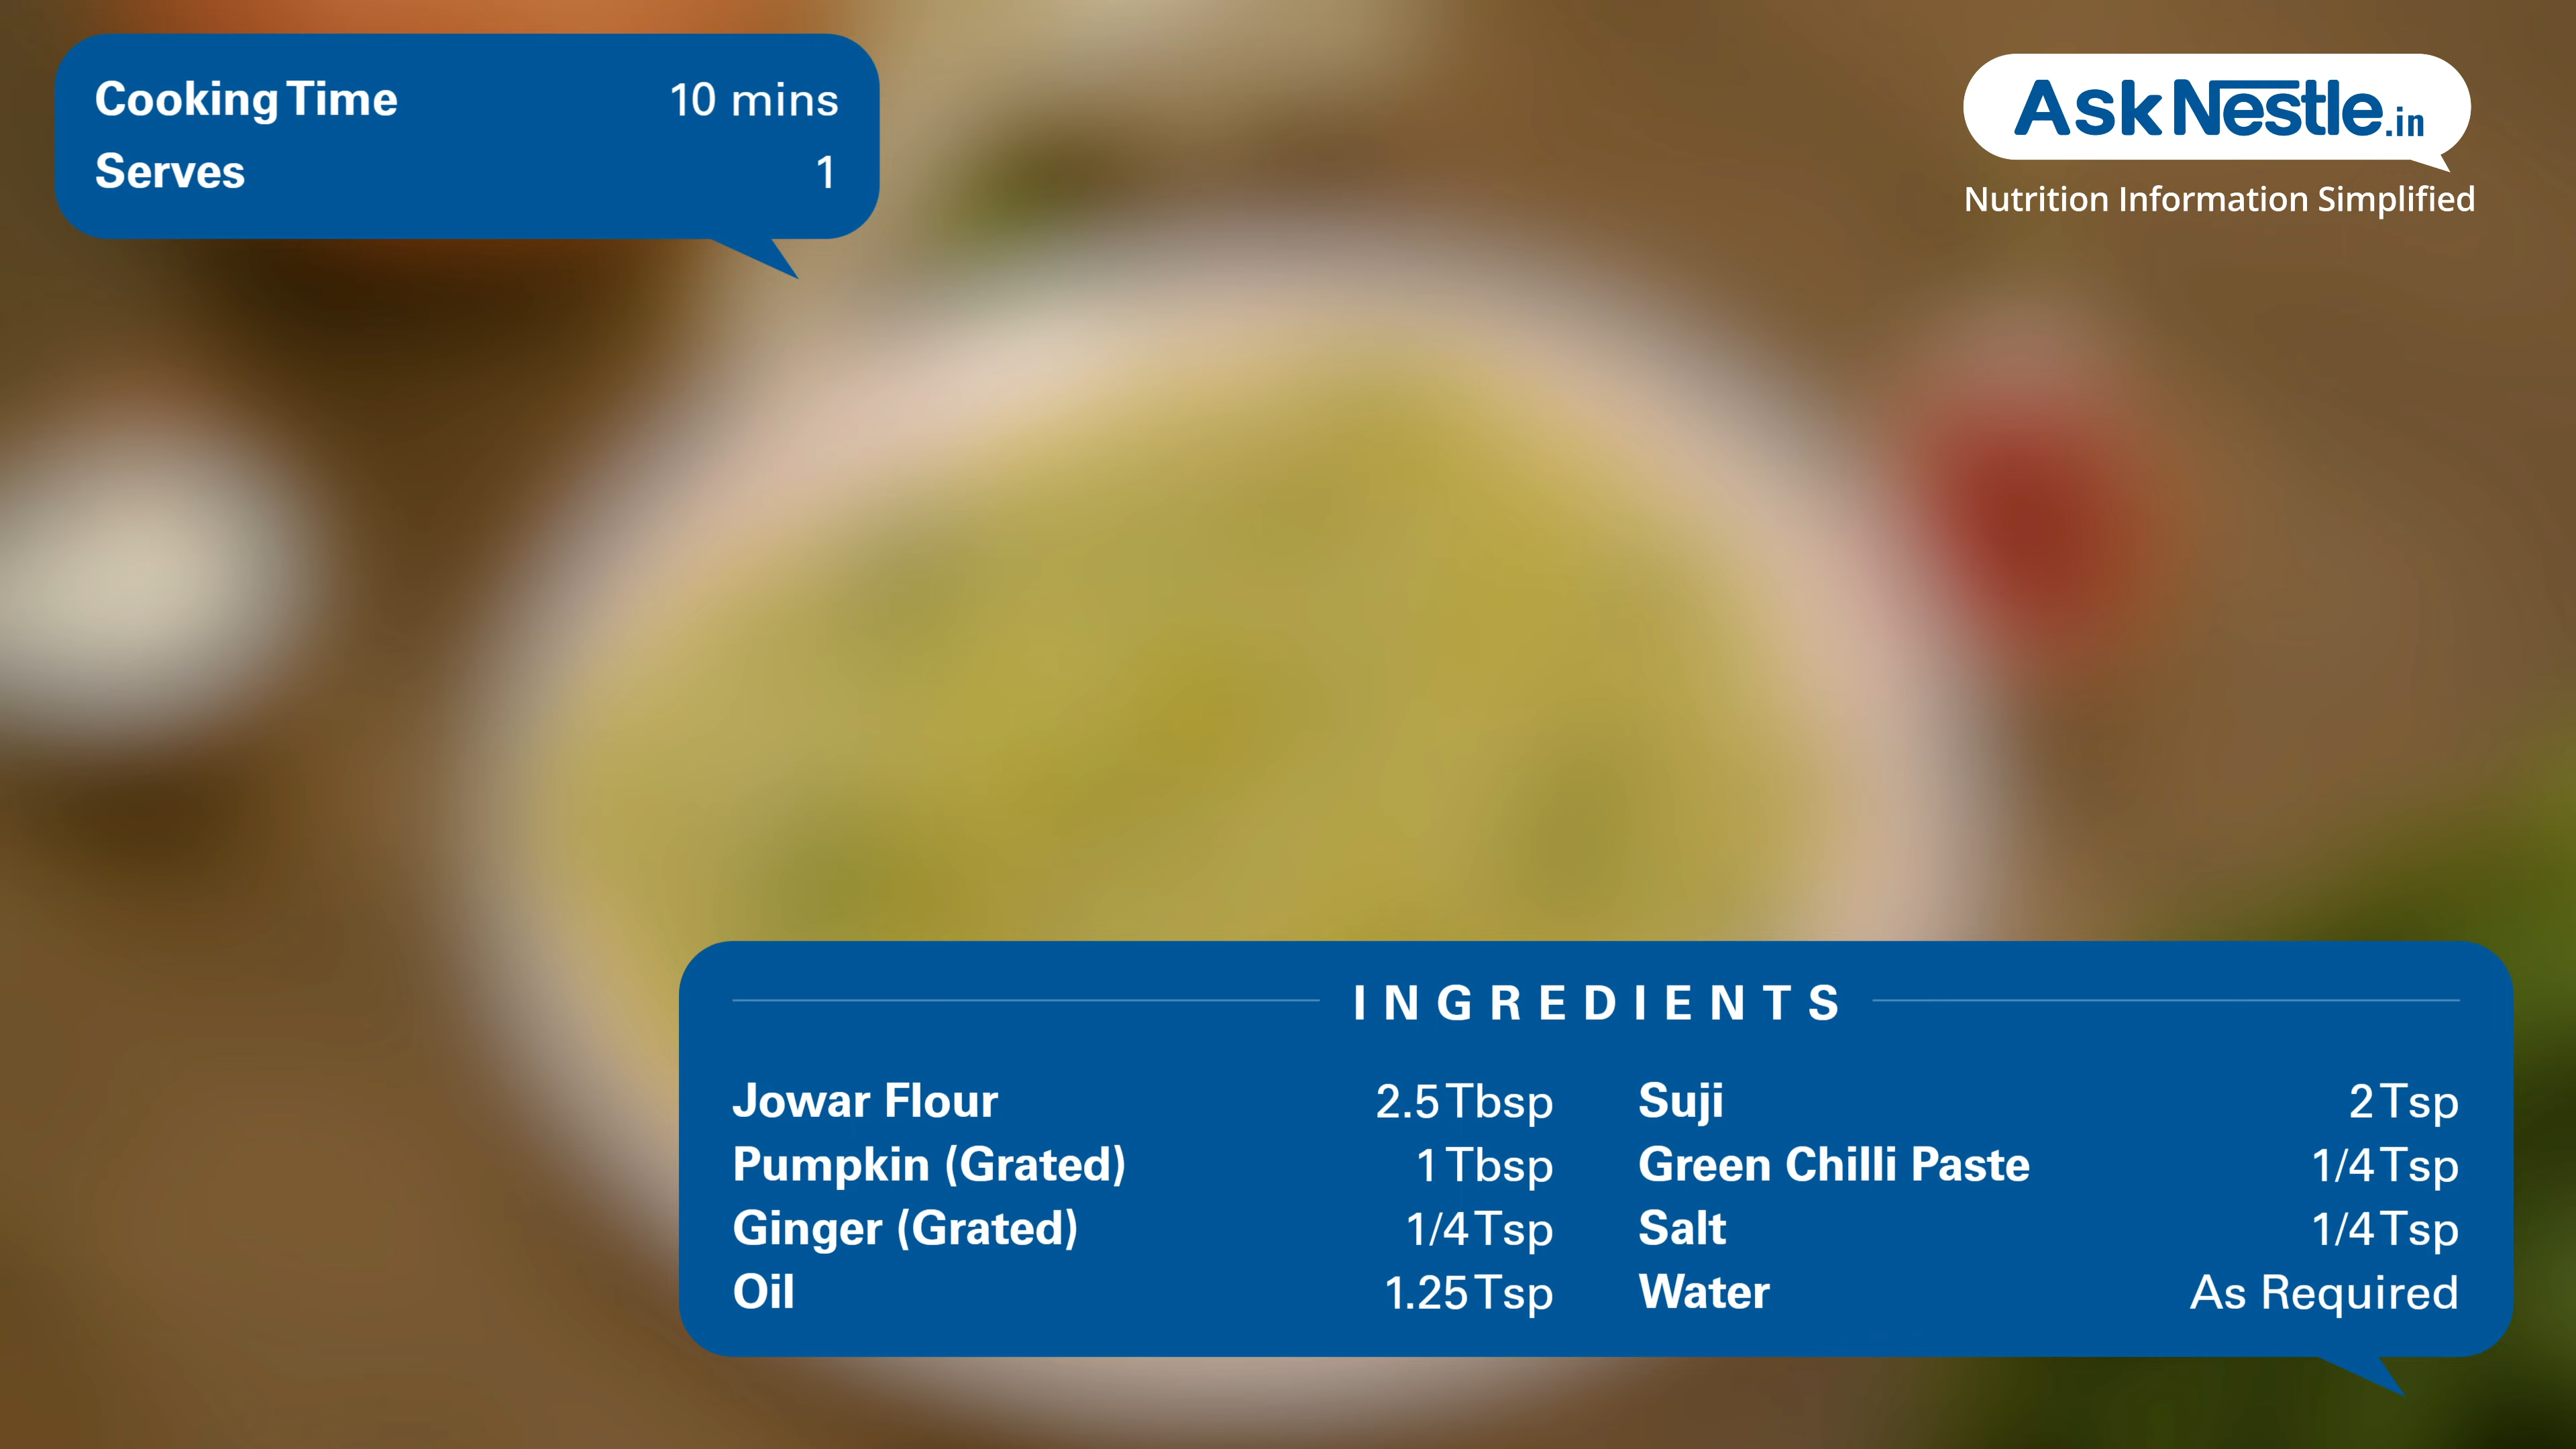 Cooking Time 10 mins
Serves 1
AskNestle.in
Nutrition Information Simplified
INGREDIENTS
Jowar Flour 2.5 Tbsp Suji 2 Tsp
Pumpkin (Grated) 1 Tbsp Green Chilli Paste 1/4 Tsp
Ginger (Grated) 1/4 Tsp Salt 1/4 Tsp
Oil 1.25 Tsp Water As Required